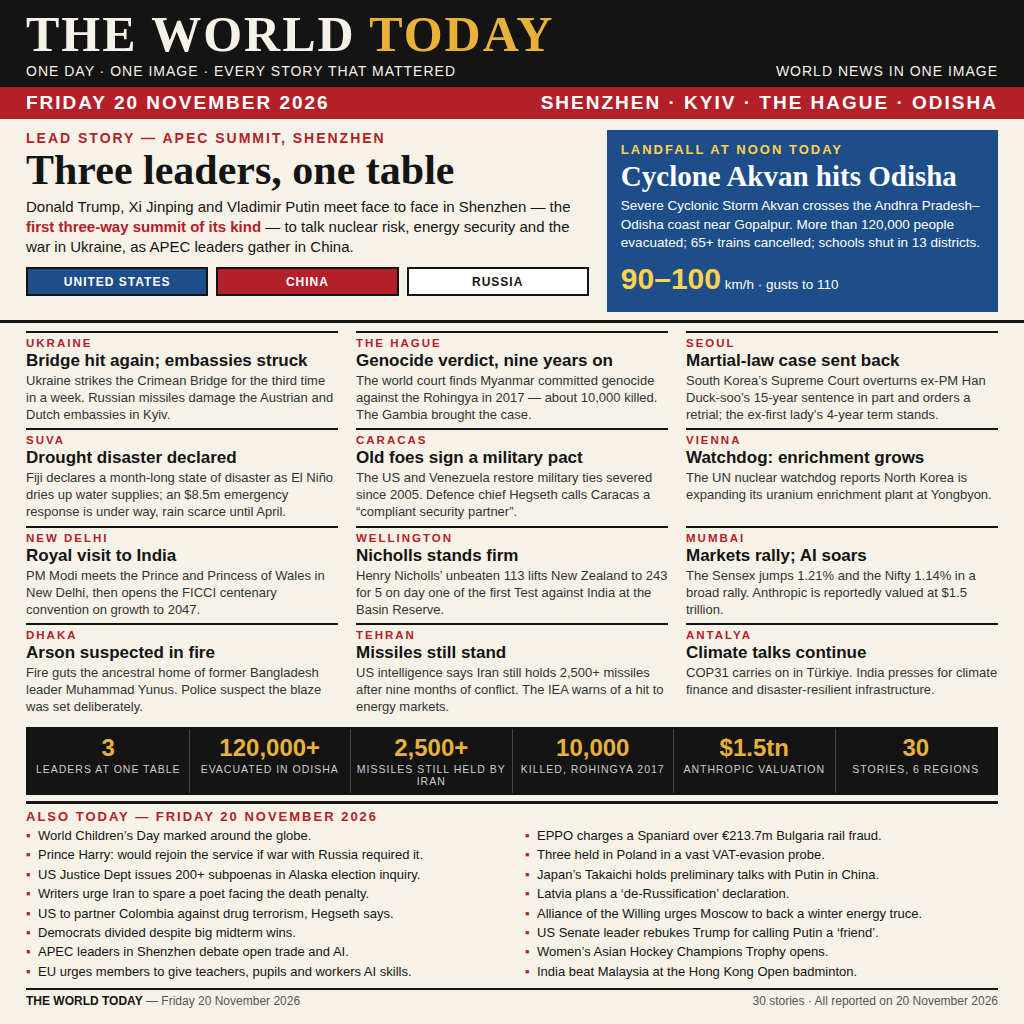 THE WORLD TODAY
ONE DAY · ONE IMAGE · EVERY STORY THAT MATTERED
WORLD NEWS IN ONE IMAGE
FRIDAY 20 NOVEMBER 2026
SHENZHEN · KYIV · THE HAGUE · ODISHA
LEAD STORY — APEC SUMMIT, SHENZHEN
Three leaders, one table
Donald Trump, Xi Jinping and Vladimir Putin meet face to face in Shenzhen — the
first three-way summit of its kind — to talk nuclear risk, energy security and the
war in Ukraine, as APEC leaders gather in China.
UNITED STATES
CHINA
RUSSIA
LANDFALL AT NOON TODAY
Cyclone Akvan hits Odisha
Severe Cyclonic Storm Akvan crosses the Andhra Pradesh–
Odisha coast near Gopalpur. More than 120,000 people
evacuated; 65+ trains cancelled; schools shut in 13 districts.
90–100 km/h · gusts to 110
UKRAINE
Bridge hit again; embassies struck
Ukraine strikes the Crimean Bridge for the third time
in a week. Russian missiles damage the Austrian and
Dutch embassies in Kyiv.
THE HAGUE
Genocide verdict, nine years on
The world court finds Myanmar committed genocide
against the Rohingya in 2017 — about 10,000 killed.
The Gambia brought the case.
SEOUL
Martial-law case sent back
South Korea’s Supreme Court overturns ex-PM Han
Duck-soo’s 15-year sentence in part and orders a
retrial; the ex-first lady’s 4-year term stands.
SUVA
Drought disaster declared
Fiji declares a month-long state of disaster as El Niño
dries up water supplies; an $8.5m emergency
response is under way, rain scarce until April.
CARACAS
Old foes sign a military pact
The US and Venezuela restore military ties severed
since 2005. Defence chief Hegseth calls Caracas a
“compliant security partner”.
VIENNA
Watchdog: enrichment grows
The UN nuclear watchdog reports North Korea is
expanding its uranium enrichment plant at Yongbyon.
NEW DELHI
Royal visit to India
PM Modi meets the Prince and Princess of Wales in
New Delhi, then opens the FICCI centenary
convention on growth to 2047.
WELLINGTON
Nicholls stands firm
Henry Nicholls’ unbeaten 113 lifts New Zealand to 243
for 5 on day one of the first Test against India at the
Basin Reserve.
MUMBAI
Markets rally; AI soars
The Sensex jumps 1.21% and the Nifty 1.14% in a
broad rally. Anthropic is reportedly valued at $1.5
trillion.
DHAKA
Arson suspected in fire
Fire guts the ancestral home of former Bangladesh
leader Muhammad Yunus. Police suspect the blaze
was set deliberately.
TEHRAN
Missiles still stand
US intelligence says Iran still holds 2,500+ missiles
after nine months of conflict. The IEA warns of a hit to
energy markets.
ANTALYA
Climate talks continue
COP31 carries on in Türkiye. India presses for climate
finance and disaster-resilient infrastructure.
3
LEADERS AT ONE TABLE
120,000+
EVACUATED IN ODISHA
2,500+
MISSILES STILL HELD BY
IRAN
10,000
KILLED, ROHINGYA 2017
$1.5tn
ANTHROPIC VALUATION
30
STORIES, 6 REGIONS
ALSO TODAY — FRIDAY 20 NOVEMBER 2026
▪ World Children’s Day marked around the globe.
▪ Prince Harry: would rejoin the service if war with Russia required it.
▪ US Justice Dept issues 200+ subpoenas in Alaska election inquiry.
▪ Writers urge Iran to spare a poet facing the death penalty.
▪ US to partner Colombia against drug terrorism, Hegseth says.
▪ Democrats divided despite big midterm wins.
▪ APEC leaders in Shenzhen debate open trade and AI.
▪ EU urges members to give teachers, pupils and workers AI skills.
▪ EPPO charges a Spaniard over €213.7m Bulgaria rail fraud.
▪ Three held in Poland in a vast VAT-evasion probe.
▪ Japan’s Takaichi holds preliminary talks with Putin in China.
▪ Latvia plans a ‘de-Russification’ declaration.
▪ Alliance of the Willing urges Moscow to back a winter energy truce.
▪ US Senate leader rebukes Trump for calling Putin a ‘friend’.
▪ Women’s Asian Hockey Champions Trophy opens.
▪ India beat Malaysia at the Hong Kong Open badminton.
THE WORLD TODAY — Friday 20 November 2026
30 stories · All reported on 20 November 2026